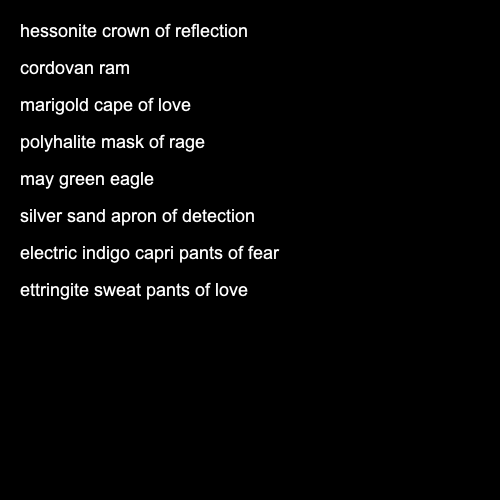 hessonite crown of reflection
cordovan ram
marigold cape of love
polyhalite mask of rage
may green eagle
silver sand apron of detection
electric indigo capri pants of fear
ettringite sweat pants of love